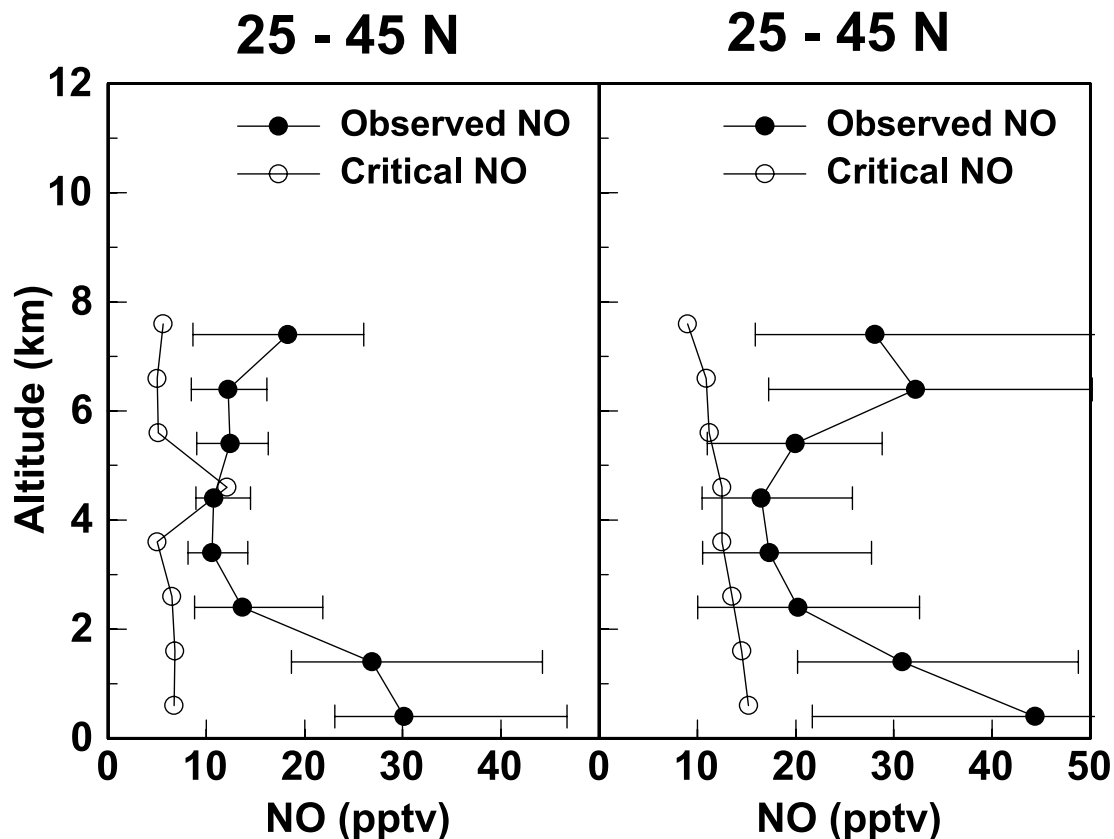 25 - 45 N
25 - 45 N
12
10
8
6
4
2
0
Altitude (km)
Observed NO
Critical NO
Observed NO
Critical NO
0 10 20 30 40 0 10 20 30 40 50
NO (pptv) NO (pptv)